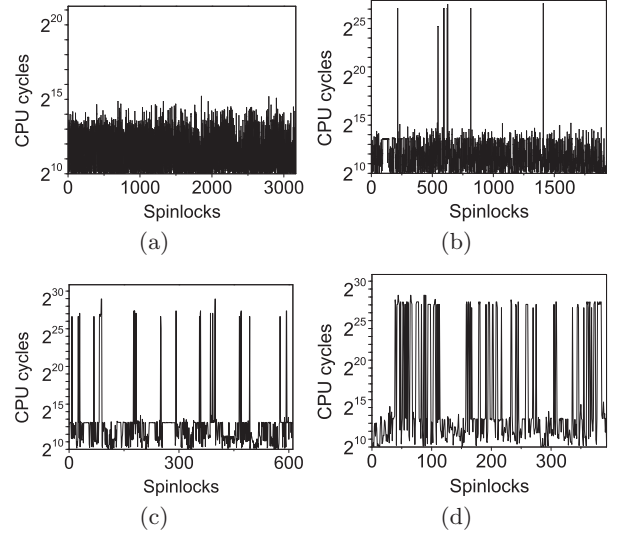 CPU cycles
2^20
2^15
2^10
0 1000 2000 3000
Spinlocks
(a)
CPU cycles
2^25
2^20
2^15
2^10
0 500 1000 1500
Spinlocks
(b)
CPU cycles
2^30
2^25
2^20
2^15
2^10
0 300 600
Spinlocks
(c)
CPU cycles
2^30
2^25
2^20
2^15
2^10
0 100 200 300
Spinlocks
(d)